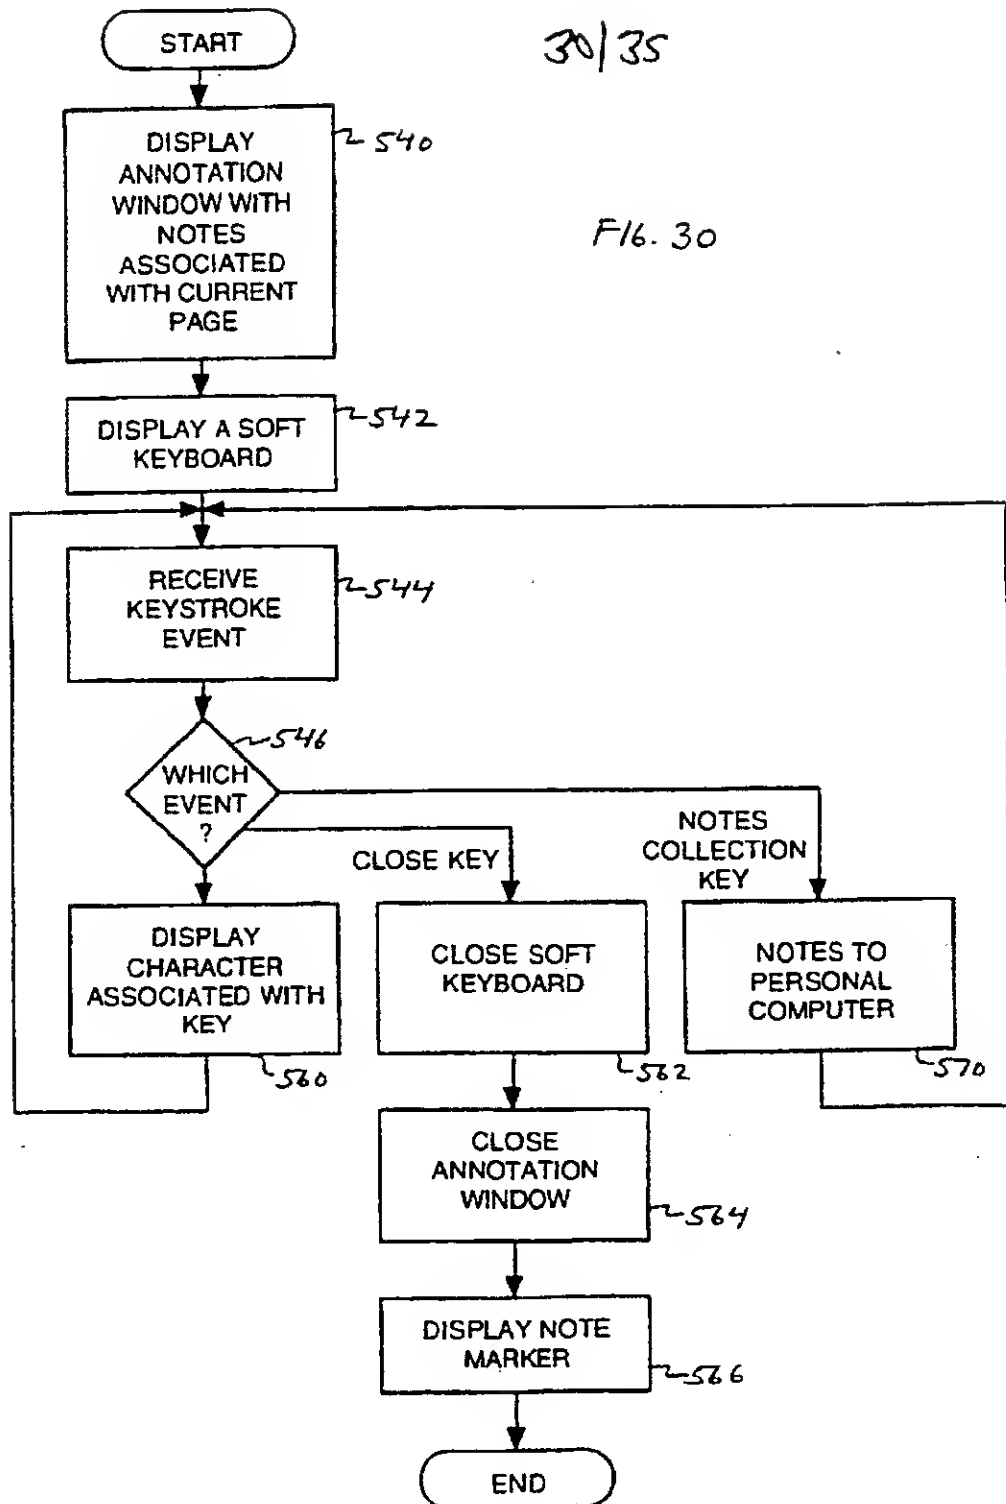 START
30/35
DISPLAY
ANNOTATION
WINDOW WITH
NOTES
ASSOCIATED
WITH CURRENT
PAGE
540
FIG. 30
DISPLAY A SOFT
KEYBOARD
542
RECEIVE
KEYSTROKE
EVENT
544
WHICH
EVENT
?
546
CLOSE KEY
NOTES
COLLECTION
KEY
DISPLAY
CHARACTER
ASSOCIATED WITH
KEY
560
CLOSE SOFT
KEYBOARD
562
NOTES TO
PERSONAL
COMPUTER
570
CLOSE
ANNOTATION
WINDOW
564
DISPLAY NOTE
MARKER
566
END